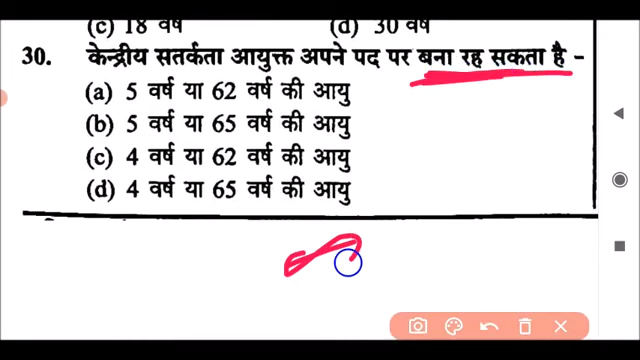 (c) 18 वर्ष (d) 30 वर्ष
30. केन्द्रीय सतर्कता आयुक्त अपने पद पर बना रह सकता है -
(a) 5 वर्ष या 62 वर्ष की आयु
(b) 5 वर्ष या 65 वर्ष की आयु
(c) 4 वर्ष या 62 वर्ष की आयु
(d) 4 वर्ष या 65 वर्ष की आयु